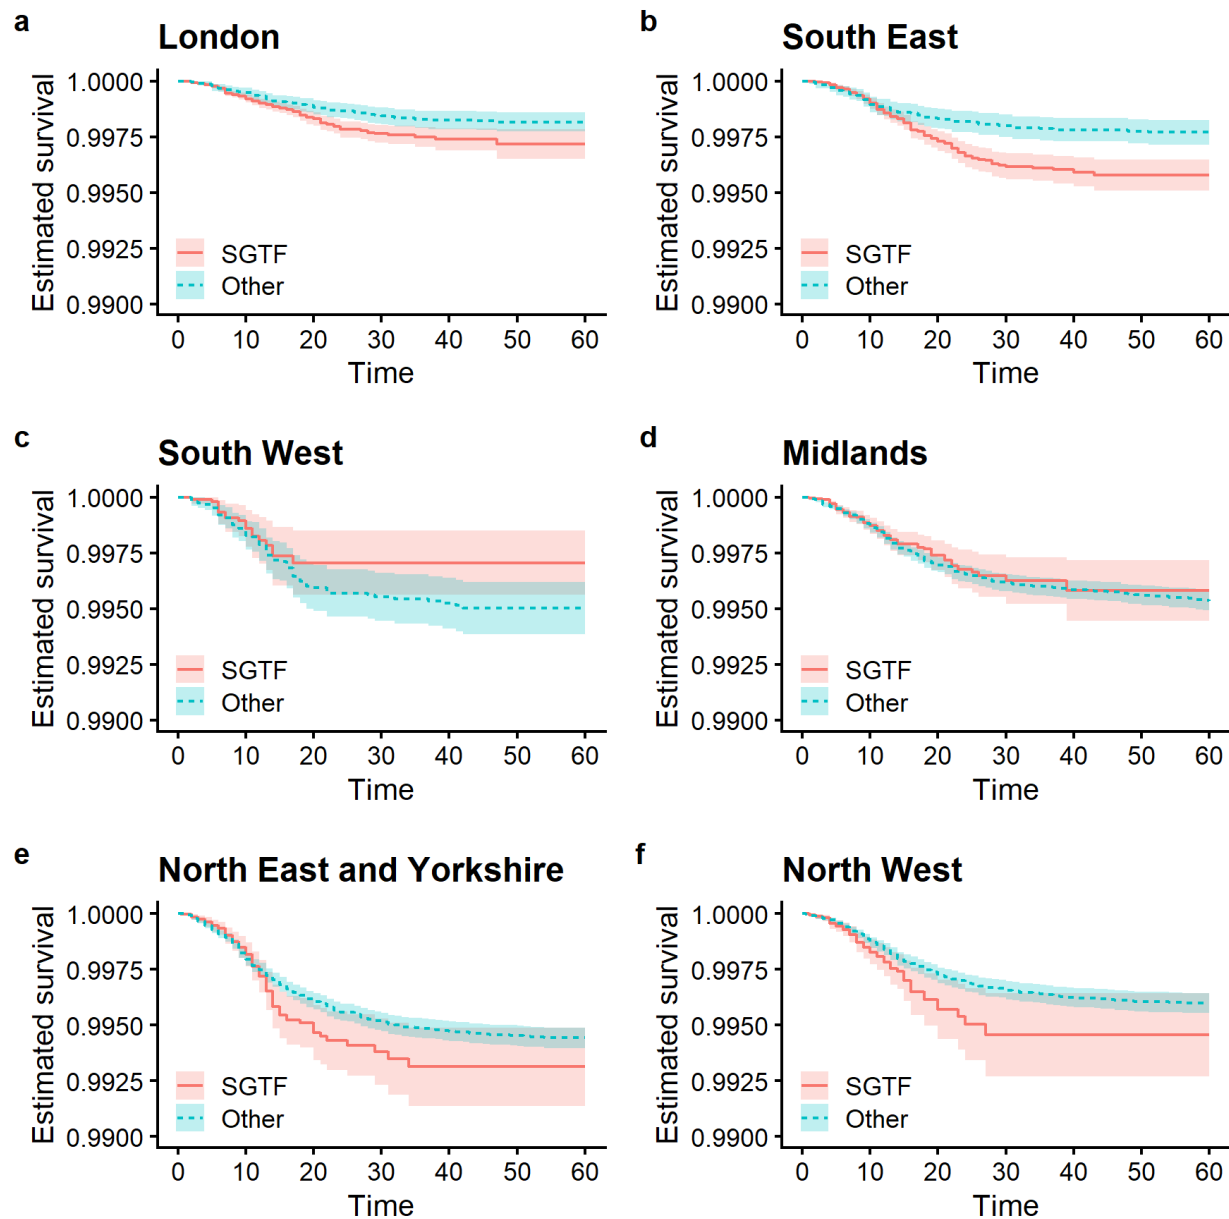 a
London
Estimated survival
1.0000
0.9975
0.9950
0.9925
0.9900
SGTF
Other
0 10 20 30 40 50 60
Time
b
South East
Estimated survival
1.0000
0.9975
0.9950
0.9925
0.9900
SGTF
Other
0 10 20 30 40 50 60
Time
c
South West
Estimated survival
1.0000
0.9975
0.9950
0.9925
0.9900
SGTF
Other
0 10 20 30 40 50 60
Time
d
Midlands
Estimated survival
1.0000
0.9975
0.9950
0.9925
0.9900
SGTF
Other
0 10 20 30 40 50 60
Time
e
North East and Yorkshire
Estimated survival
1.0000
0.9975
0.9950
0.9925
0.9900
SGTF
Other
0 10 20 30 40 50 60
Time
f
North West
Estimated survival
1.0000
0.9975
0.9950
0.9925
0.9900
SGTF
Other
0 10 20 30 40 50 60
Time